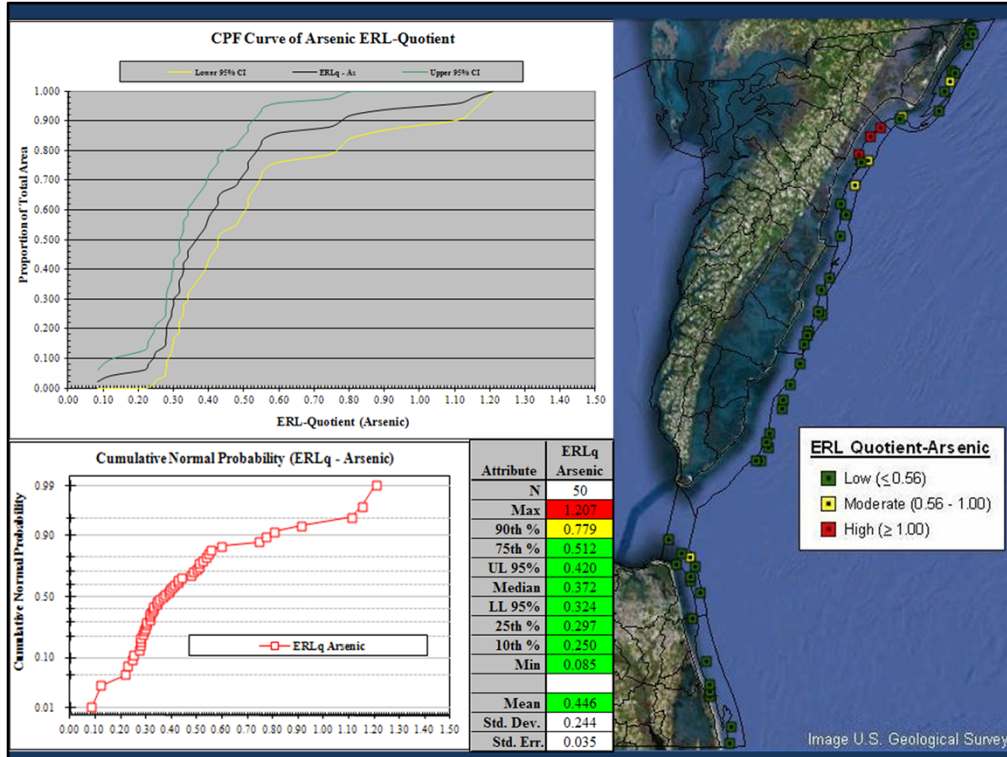 CPF Curve of Arsenic ERL-Quotient
Lower 95% CI
ERLq - As
Upper 95% CI
Proportion of Total Area
1.000
0.900
0.800
0.700
0.600
0.500
0.400
0.300
0.200
0.100
0.000
0.00 0.10 0.20 0.30 0.40 0.50 0.60 0.70 0.80 0.90 1.00 1.10 1.20 1.30 1.40 1.50
ERL-Quotient (Arsenic)
Cumulative Normal Probability (ERLq - Arsenic)
Cumulative Normal Probability
0.99
0.90
0.50
0.10
0.01
ERLq Arsenic
0.00 0.10 0.20 0.30 0.40 0.50 0.60 0.70 0.80 0.90 1.00 1.10 1.20 1.30 1.40 1.50
Attribute ERLq Arsenic
N 50
Max 1.207
90th % 0.779
75th % 0.512
UL 95% 0.420
Median 0.372
LL 95% 0.324
25th % 0.297
10th % 0.250
Min 0.085
Mean 0.446
Std. Dev. 0.244
Std. Err. 0.035
ERL Quotient-Arsenic
Low (≤0.56)
Moderate (0.56 - 1.00)
High (≥ 1.00)
Image U.S. Geological Survey